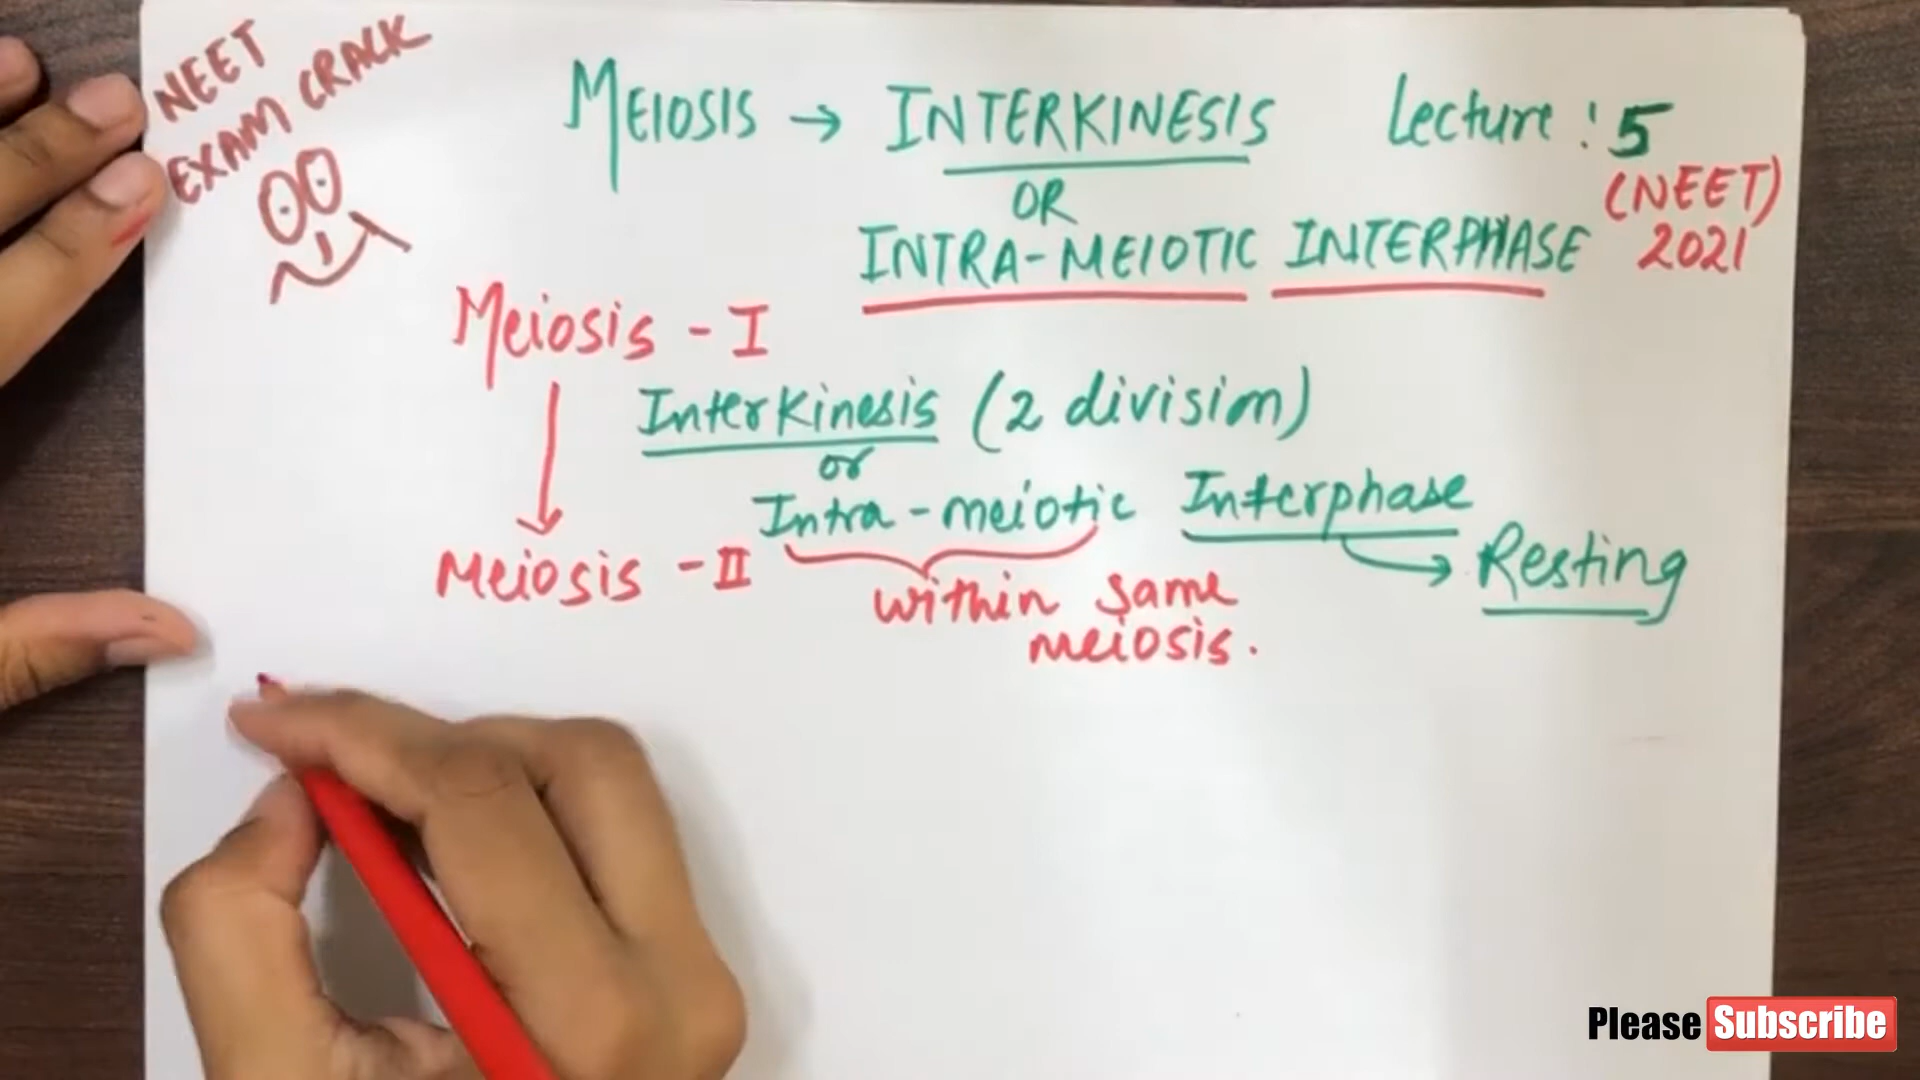 NEET
EXAM CRACK
MEIOSIS → INTERKINESIS
OR
INTRA-MEIOTIC INTERPHASE
Lecture : 5
(NEET)
2021
Meiosis - I
Interkinesis (2 division)
or
Intra-meiotic Interphase
→ Resting
within same
meiosis.
Meiosis - II
Please Subscribe